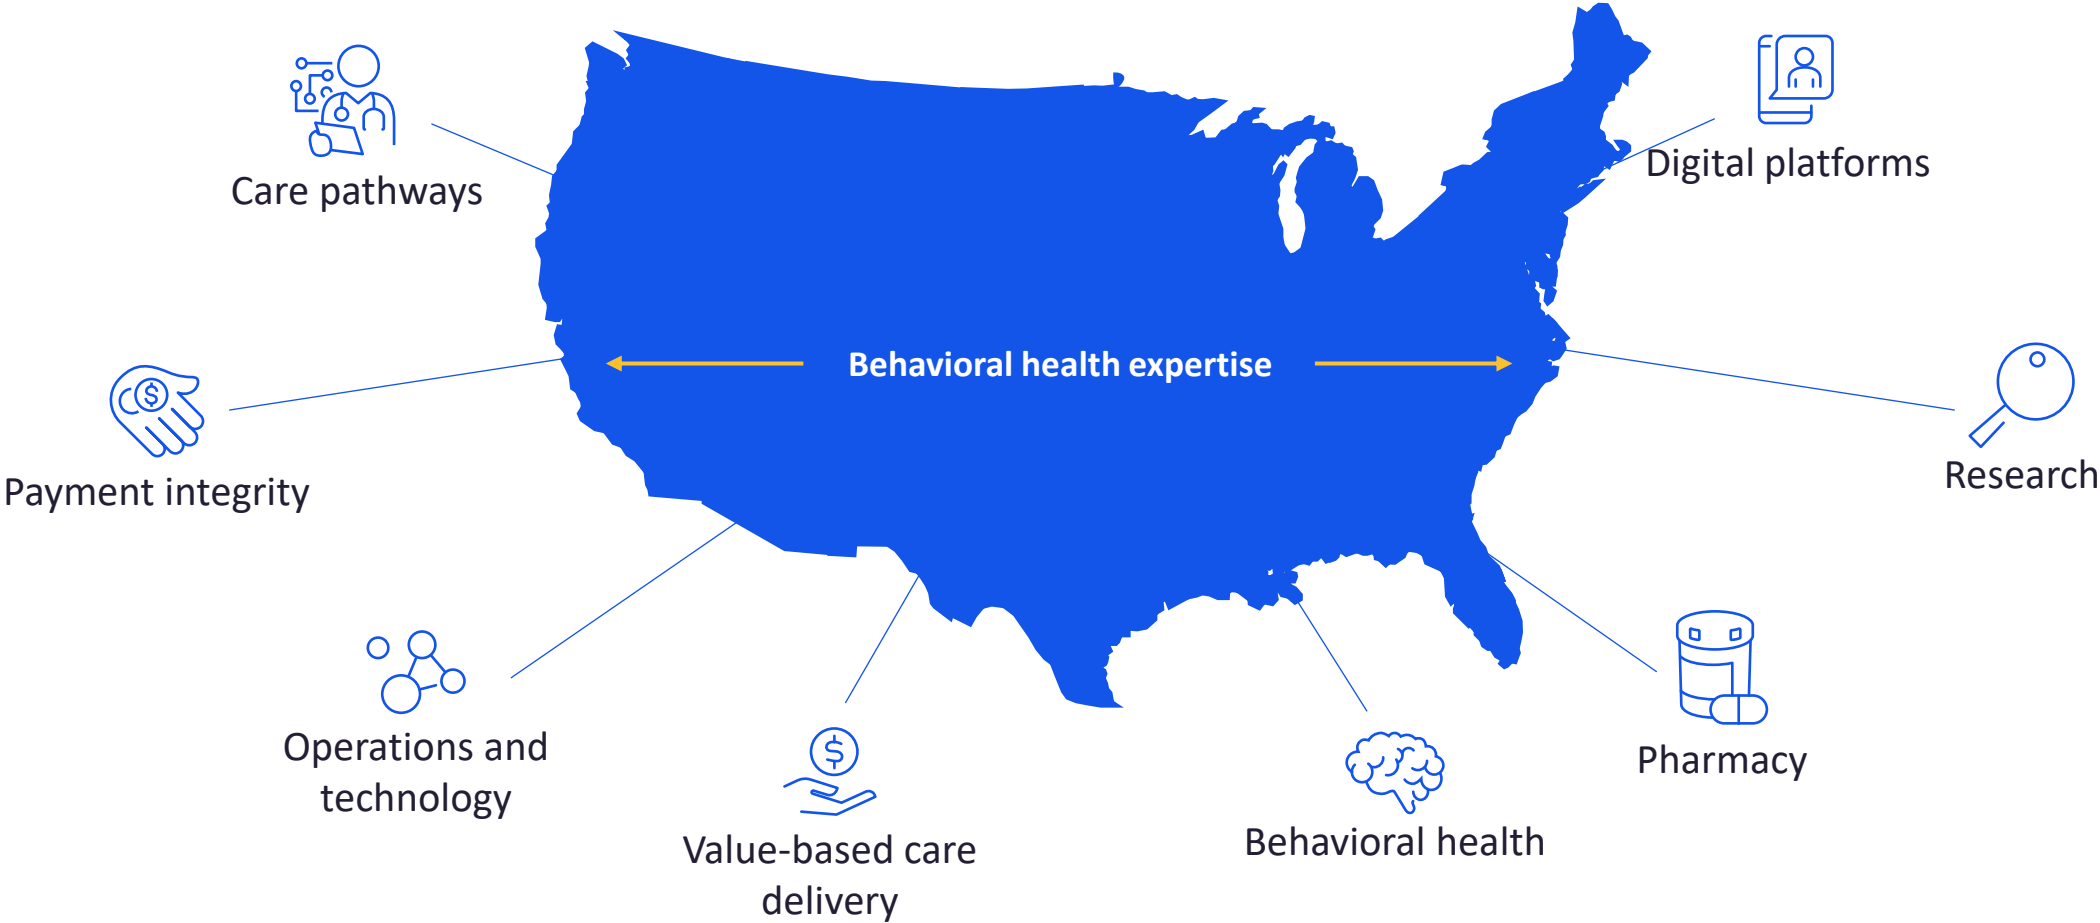 Care pathways
Digital platforms
Behavioral health expertise
Payment integrity
Research
Operations and
technology
Value-based care
delivery
Behavioral health
Pharmacy